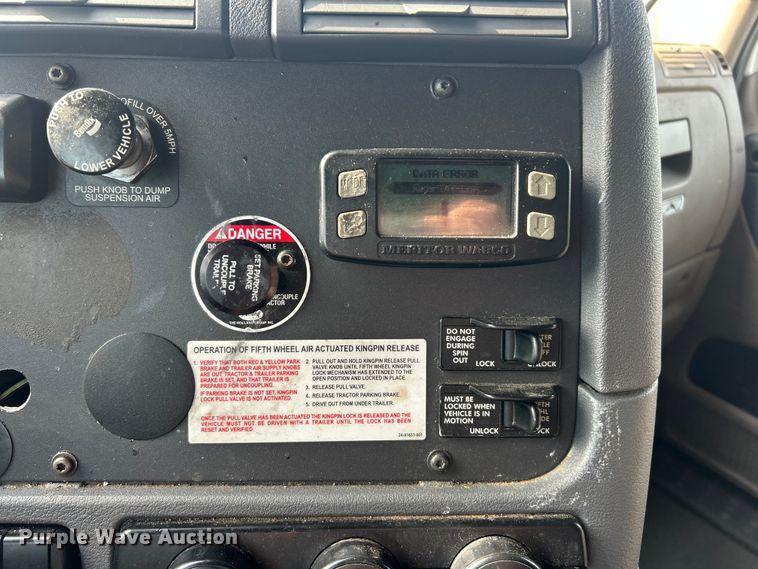 PUSH TO
LOWER VEHICLE
Bendix
OFILL OVER 5MPH
PUSH KNOB TO DUMP
SUSPENSION AIR
DATA ERROR
MERITOR WABCO
DANGER
SET PARKING
BRAKE
PULL TO
UNCOUPLE
TRAILER
NCOUPLE
OPERATION OF FIFTH WHEEL AIR ACTUATED KINGPIN RELEASE
1. VERIFY THAT BOTH RED & YELLOW PARK
BRAKE AND TRAILER AIR SUPPLY KNOBS
ARE OUT (TRACTOR & TRAILER PARKING
BRAKE IS SET, AND THAT TRAILER IS
PREPARED FOR UNCOUPLING.
IF PARKING BRAKE IS NOT SET, KINGPIN
LOCK PULL VALVE IS NOT ACTIVATED.
2. PULL OUT AND HOLD KINGPIN RELEASE PULL
VALVE KNOB UNTIL FIFTH WHEEL KINGPIN
LOCK MECHANISM HAS EXTENDED TO THE
OPEN POSITION AND LOCKED IN PLACE
3. RELEASE PULL VALVE.
4. RELEASE TRACTOR PARKING BRAKE.
5. DRIVE OUT FROM UNDER TRAILER.
ONCE THE PULL VALVE HAS BEEN ACTUATED THE KINGPIN LOCK IS RELEASED AND THE
VEHICLE MUST NOT BE DRIVEN WITH A TRAILER UNTIL THE LOCK HAS BEEN
RESET AND VERIFIED.
24-01651-001
DO NOT
ENGAGE
DURING
SPIN
OUT
LOCK
UNLOCK
MUST BE
LOCKED WHEN
VEHICLE IS IN
MOTION
UNLOCK
LOCK
Purple Wave Auction